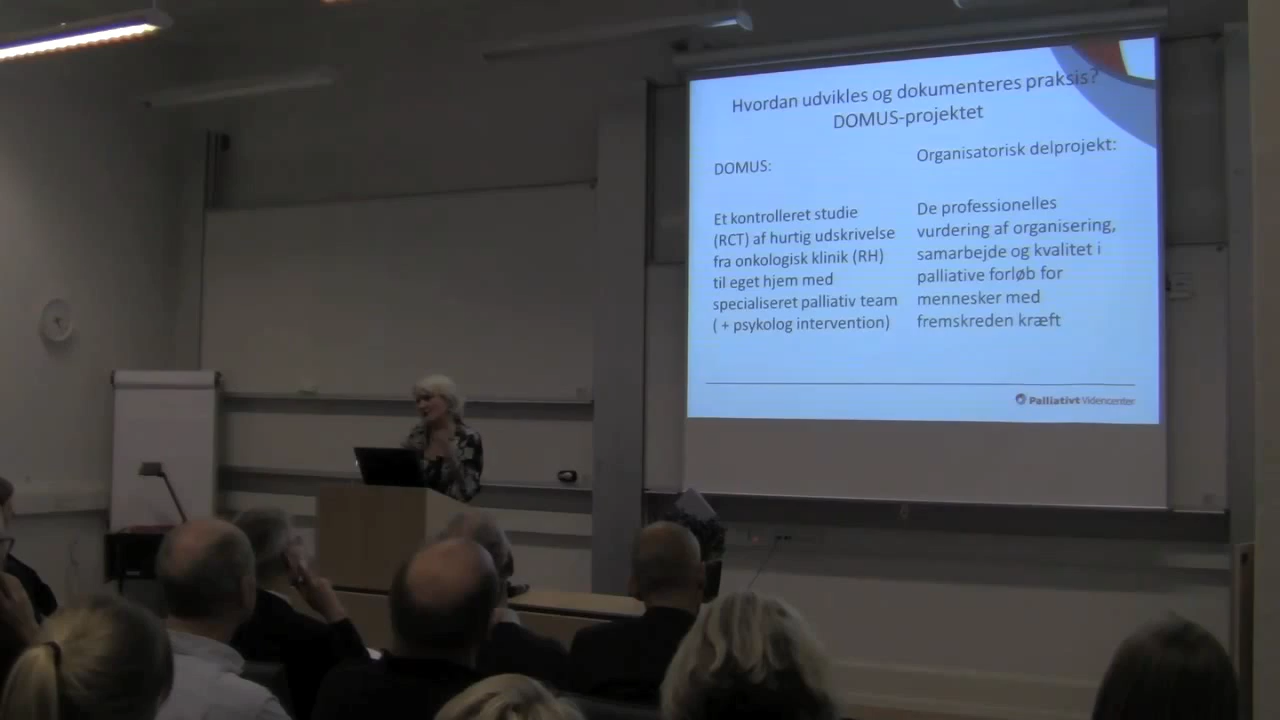 Hvordan udvikles og dokumenteres praksis?
DOMUS-projektet
DOMUS:
Et kontrolleret studie
(RCT) af hurtig udskrivelse
fra onkologisk klinik (RH)
til eget hjem med
specialiseret palliativ team
( + psykolog intervention)
Organisatorisk delprojekt:
De professionelles
vurdering af organisering,
samarbejde og kvalitet i
palliative forløb for
mennesker med
fremskreden kræft
Palliativt Videncenter